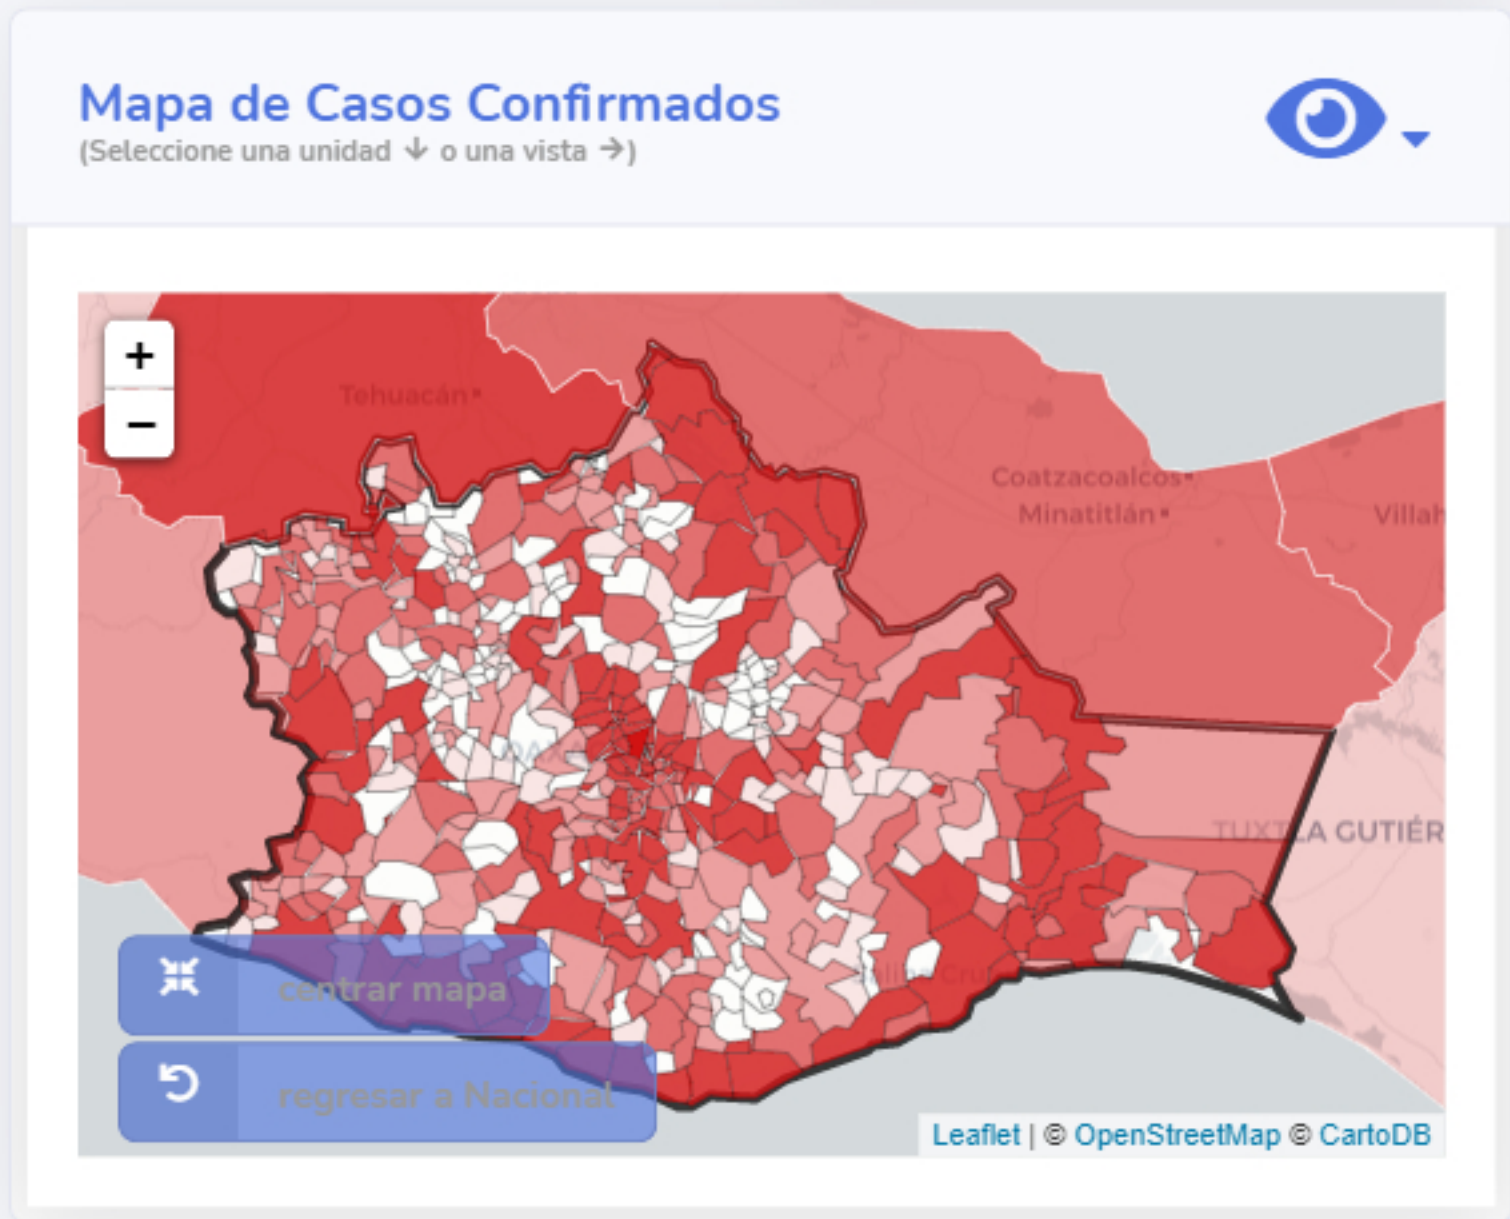 Mapa de Casos Confirmados
(Seleccione una unidad ↓ o una vista →)
+
−
Tehuacán
Coatzacoalcos
Minatitlán
Villah
TUXTLA GUTIÉR
centrar mapa
regresar a Nacional
Leaflet | © OpenStreetMap © CartoDB